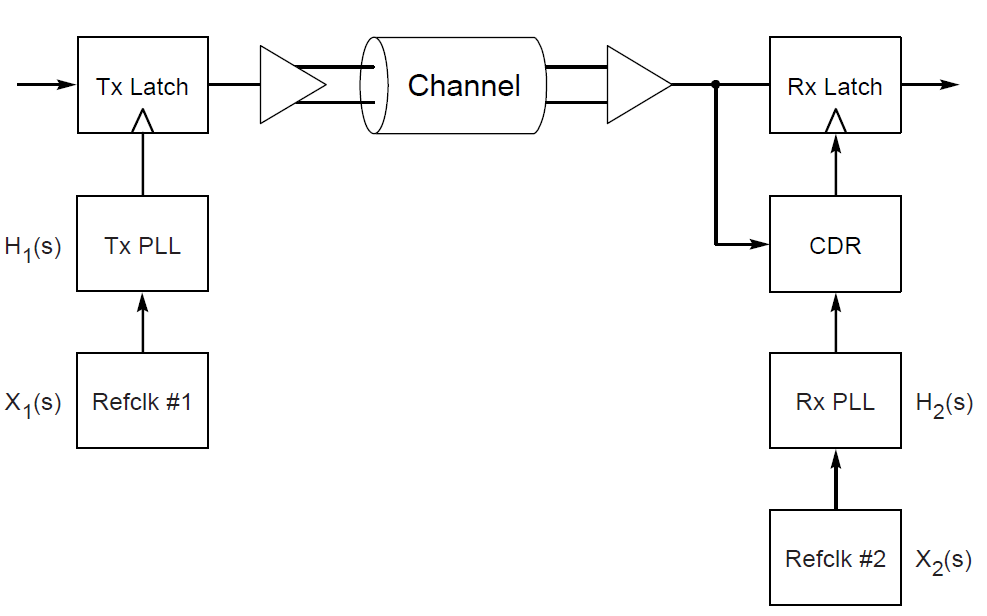 Tx Latch
Channel
Rx Latch
H1(s)
Tx PLL
CDR
X1(s)
Refclk #1
Rx PLL
H2(s)
Refclk #2
X2(s)